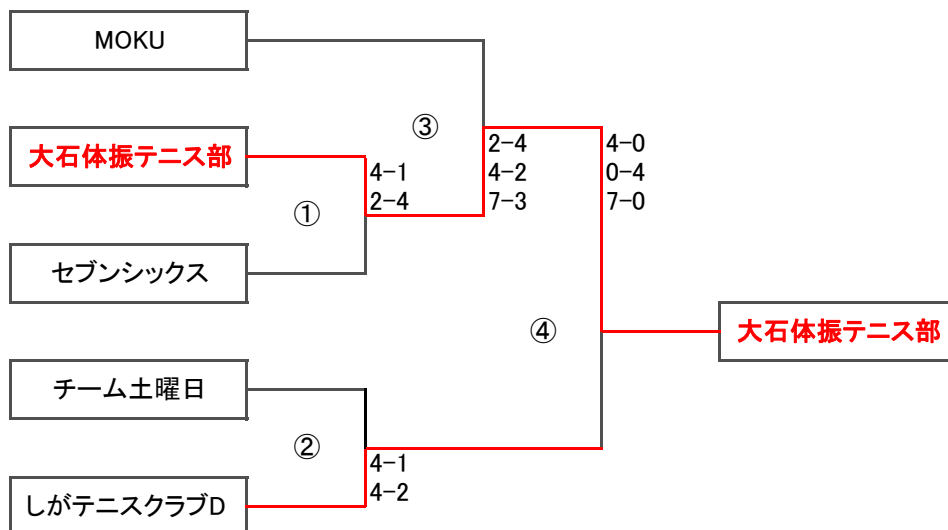 MOKU
③
大石体振テニス部
2-4
4-0
4-1
4-2
0-4
2-4
7-3
7-0
①
セブンシックス
④
大石体振テニス部
チーム土曜日
②
4-1
4-2
しがテニスクラブD